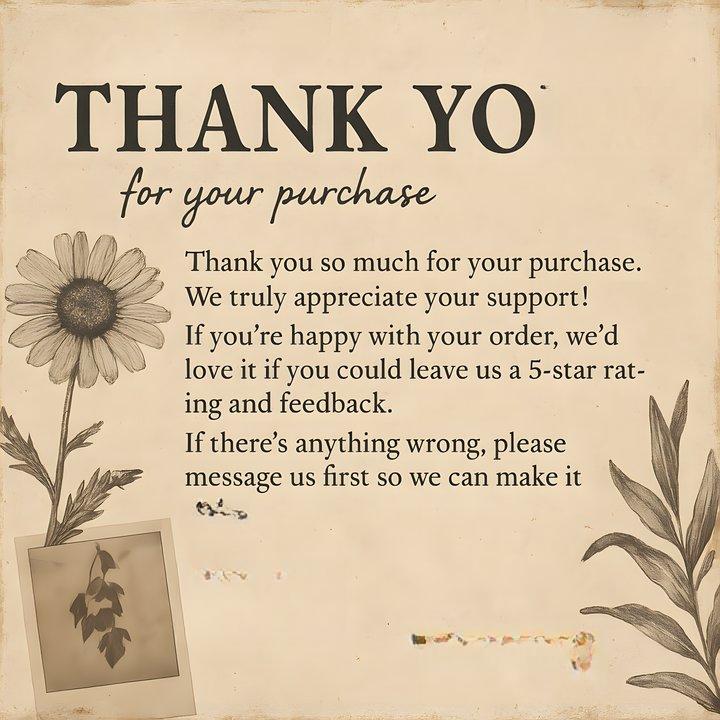 THANK YO
for your purchase
Thank you so much for your purchase.
We truly appreciate your support!
If you're happy with your order, we'd
love it if you could leave us a 5-star rat-
ing and feedback.
If there's anything wrong, please
message us first so we can make it